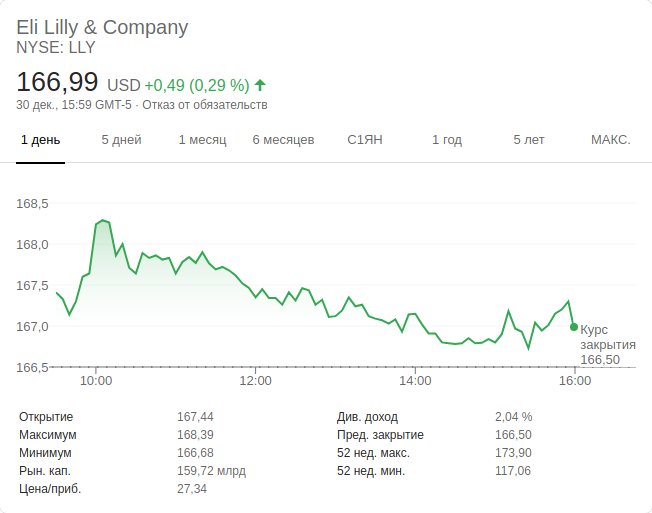 Eli Lilly & Company
NYSE: LLY
166,99 USD +0,49 (0,29 %)
30 дек., 15:59 GMT-5 · Отказ от обязательств
1 день 5 дней 1 месяц 6 месяцев С1ЯН 1 год 5 лет МАКС.
168,5
168,0
167,5
167,0
166,5
Курс
закрытия
166,50
10:00 12:00 14:00 16:00
Открытие 167,44 Див. доход 2,04 %
Максимум 168,39 Пред. закрытие 166,50
Минимум 166,68 52 нед. макс. 173,90
Рын. кап. 159,72 млрд 52 нед. мин. 117,06
Цена/приб. 27,34